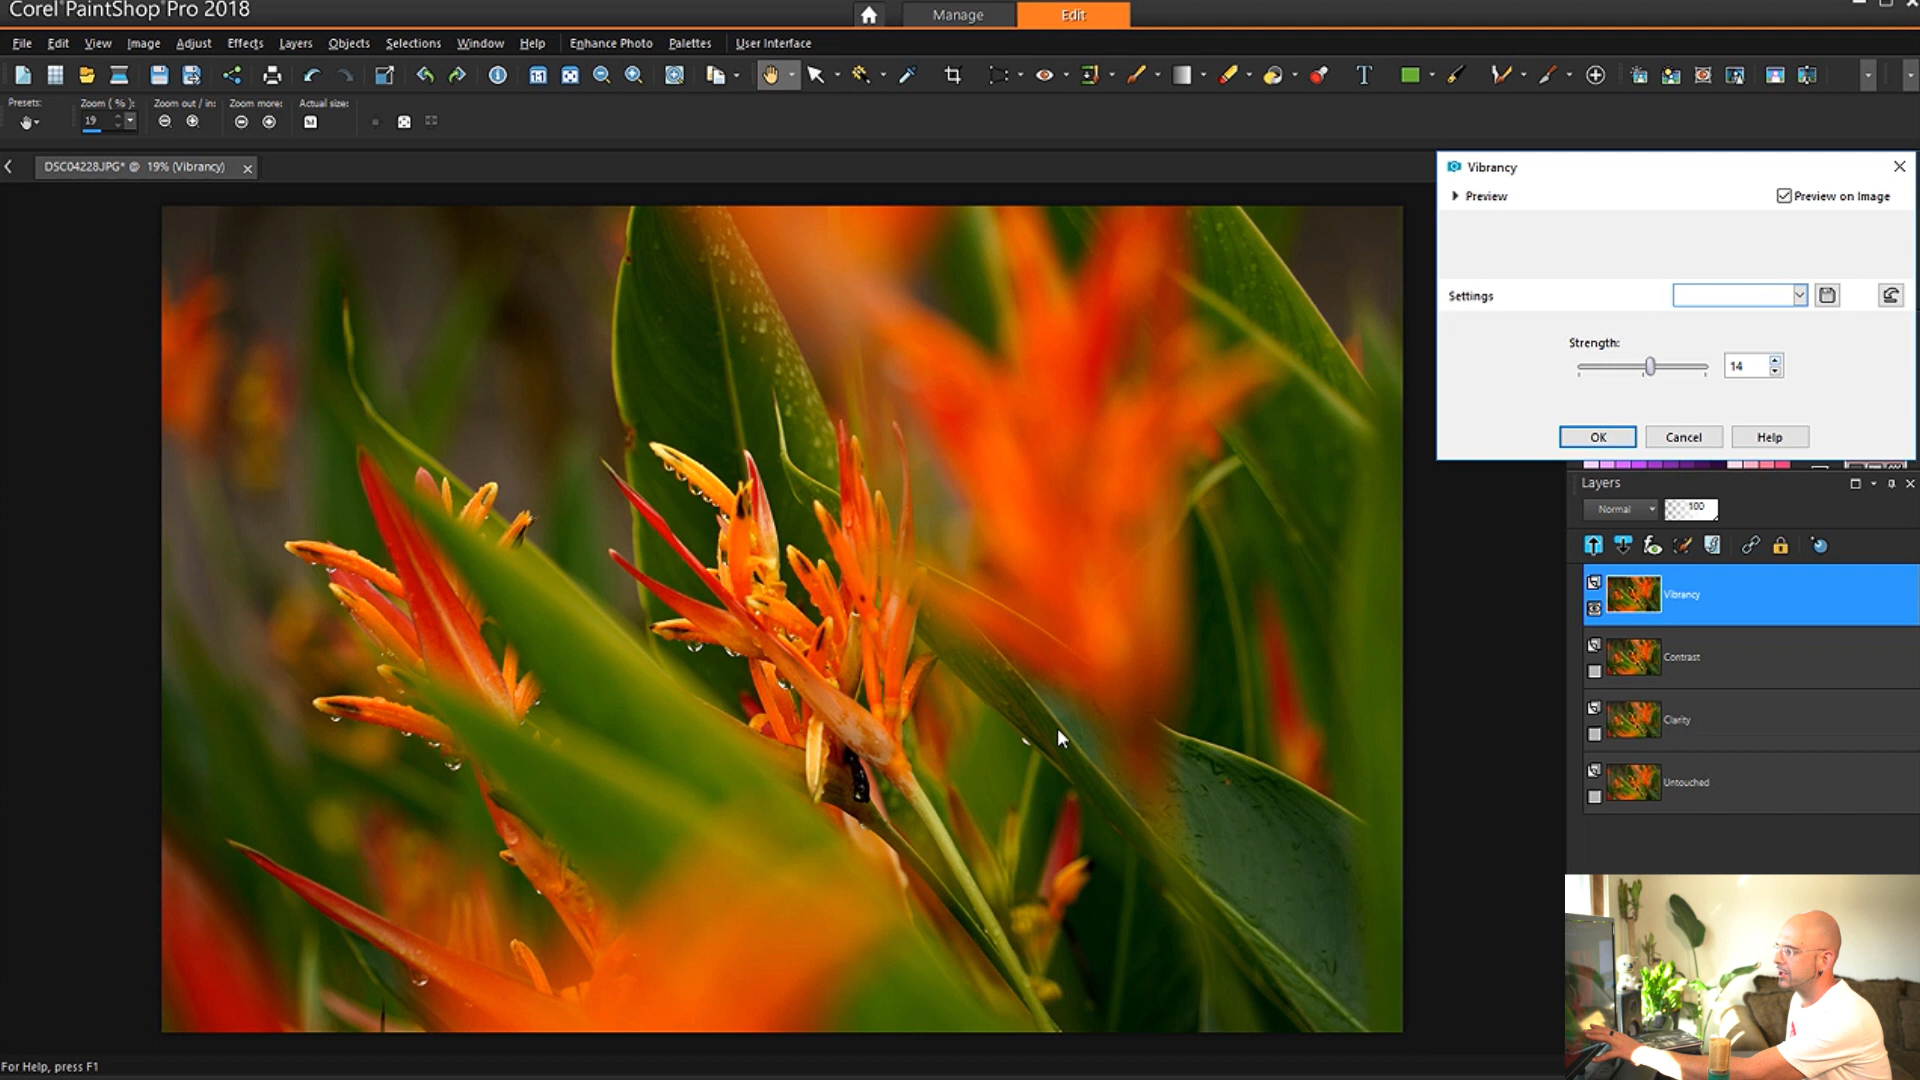 Corel PaintShop Pro 2018
Manage
Edit
File Edit View Image Adjust Effects Layers Objects Selections Window Help Enhance Photo Palettes User Interface
Presets: Zoom ( % ): Zoom out / in: Zoom more: Actual size:
19
DSC04228.JPG* @ 19% (Vibrancy)
Vibrancy
Preview
Preview on Image
Settings
Strength:
14
OK
Cancel
Help
Layers
Normal
100
Vibrancy
Contrast
Clarity
Untouched
For Help, press F1